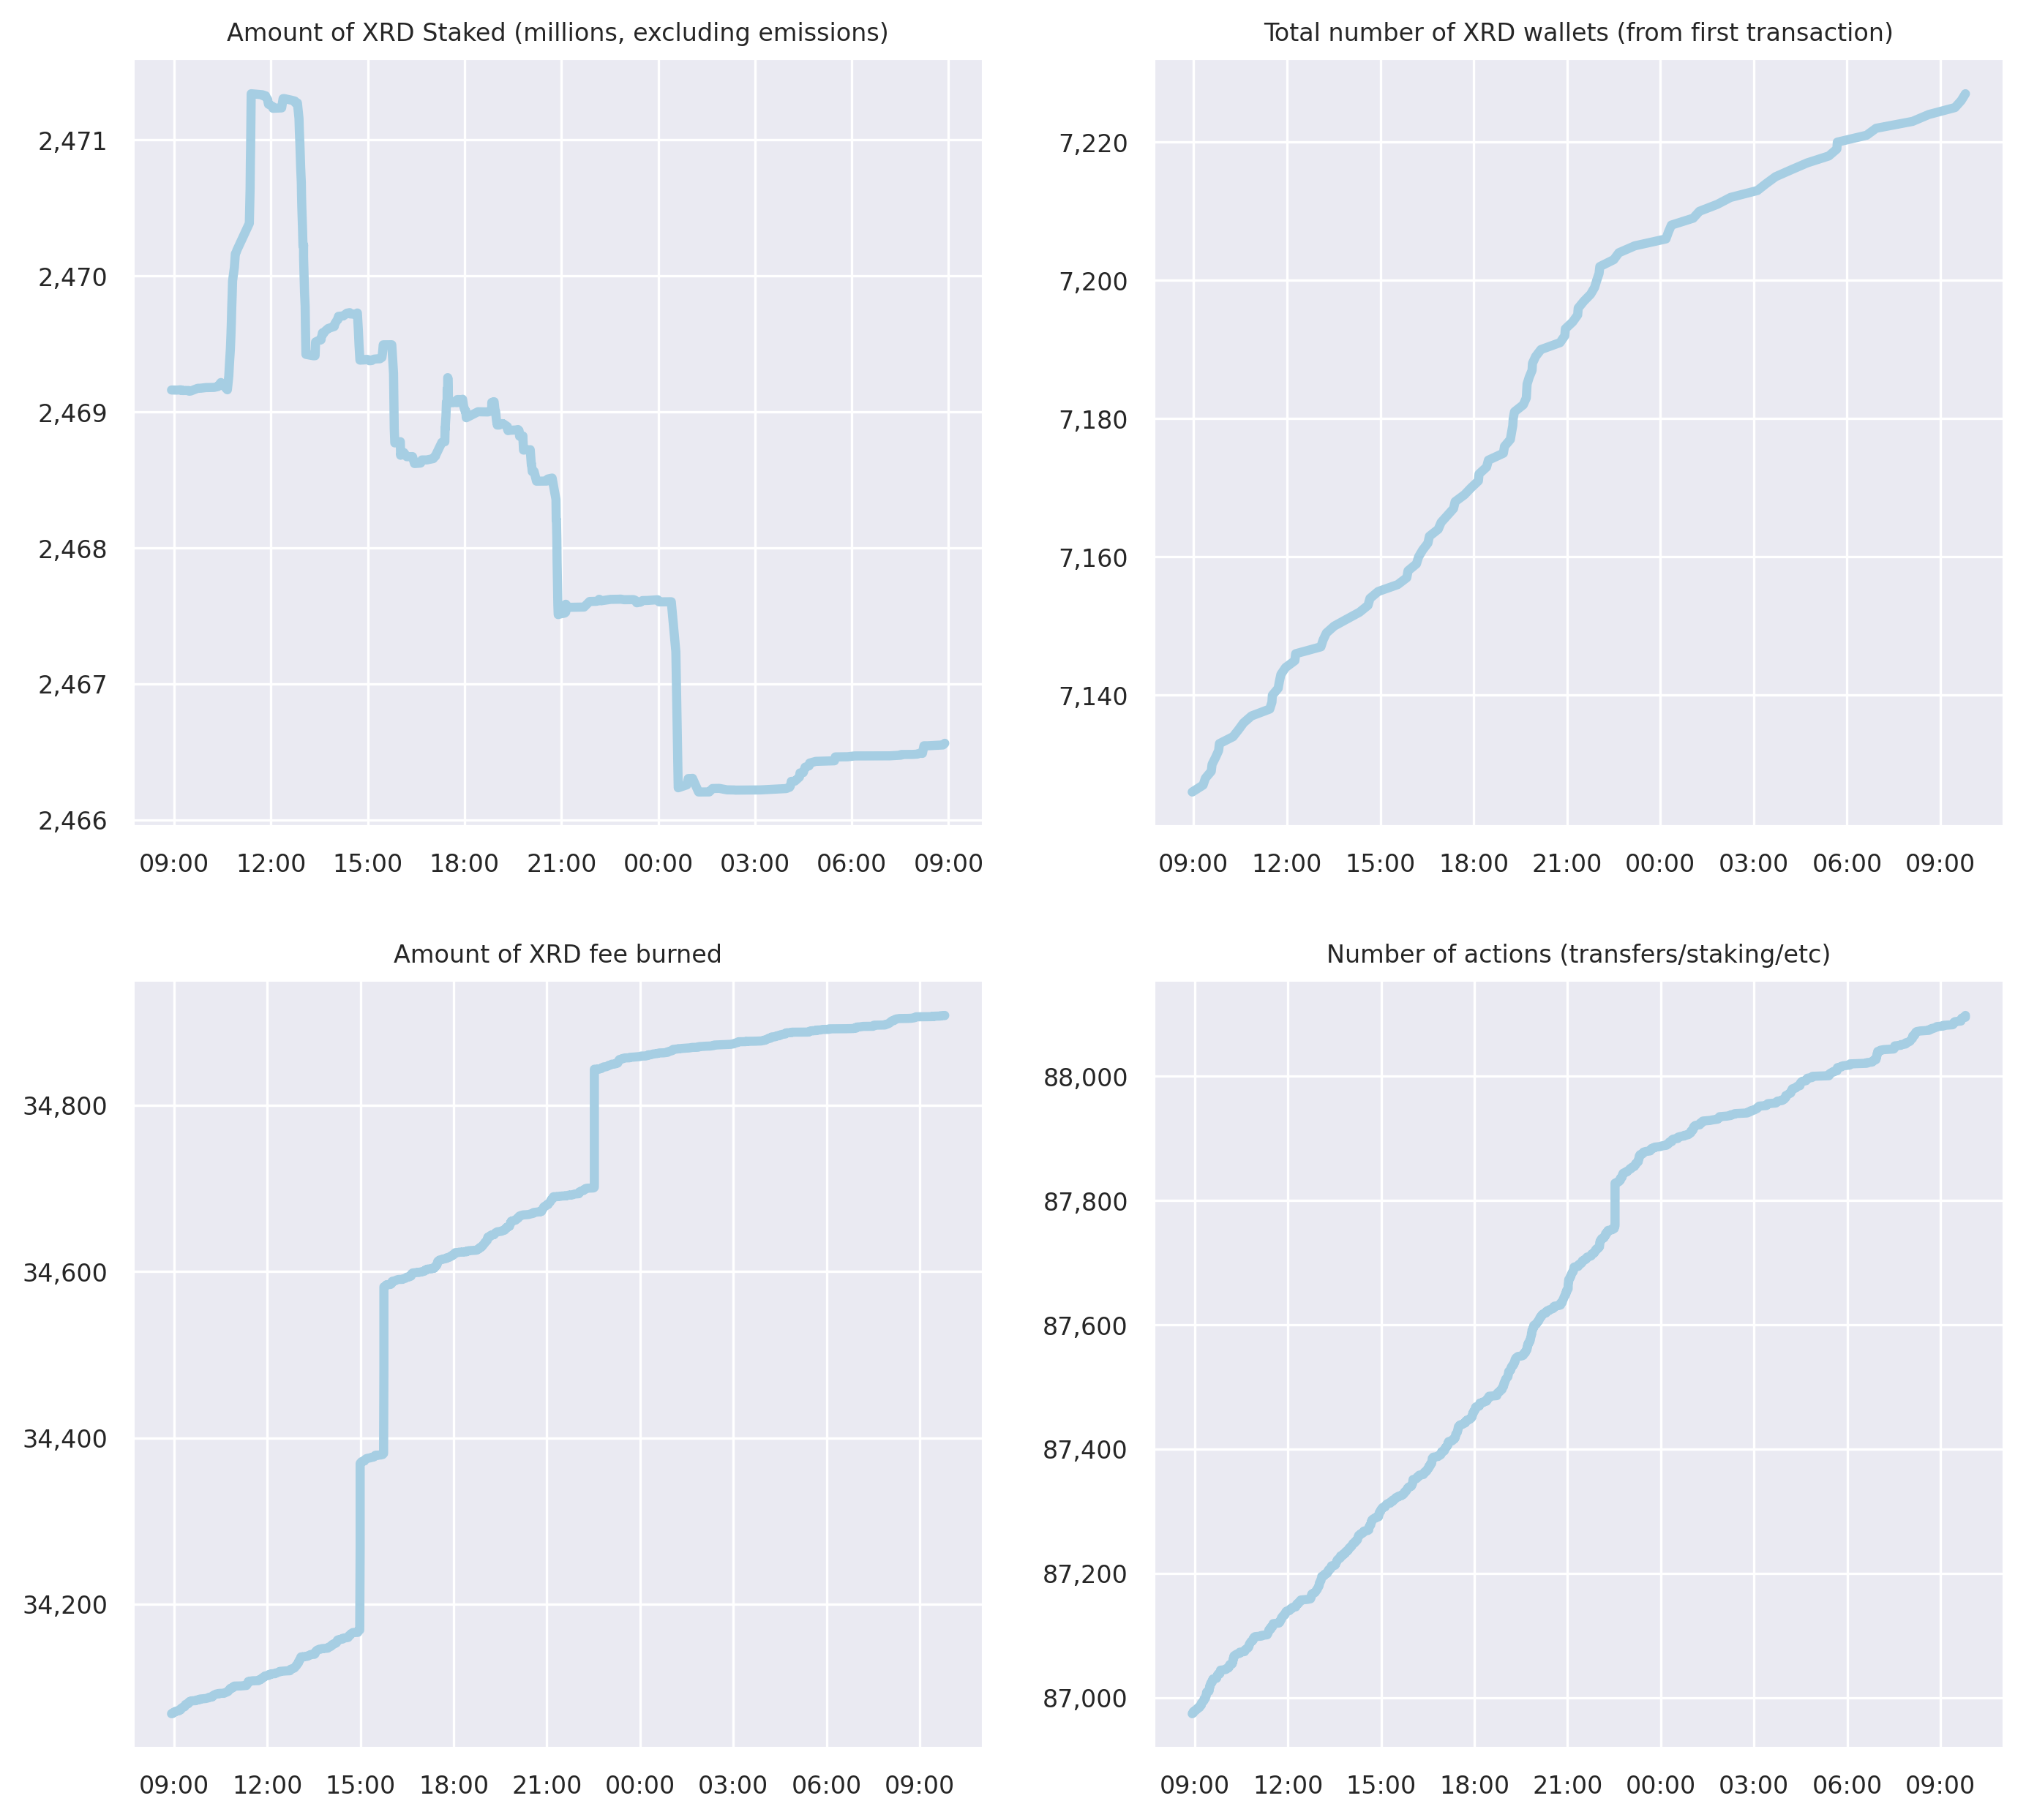 Amount of XRD Staked (millions, excluding emissions)
2,471
2,470
2,469
2,468
2,467
2,466
09:00 12:00 15:00 18:00 21:00 00:00 03:00 06:00 09:00
Total number of XRD wallets (from first transaction)
7,220
7,200
7,180
7,160
7,140
09:00 12:00 15:00 18:00 21:00 00:00 03:00 06:00 09:00
Amount of XRD fee burned
34,800
34,600
34,400
34,200
09:00 12:00 15:00 18:00 21:00 00:00 03:00 06:00 09:00
Number of actions (transfers/staking/etc)
88,000
87,800
87,600
87,400
87,200
87,000
09:00 12:00 15:00 18:00 21:00 00:00 03:00 06:00 09:00